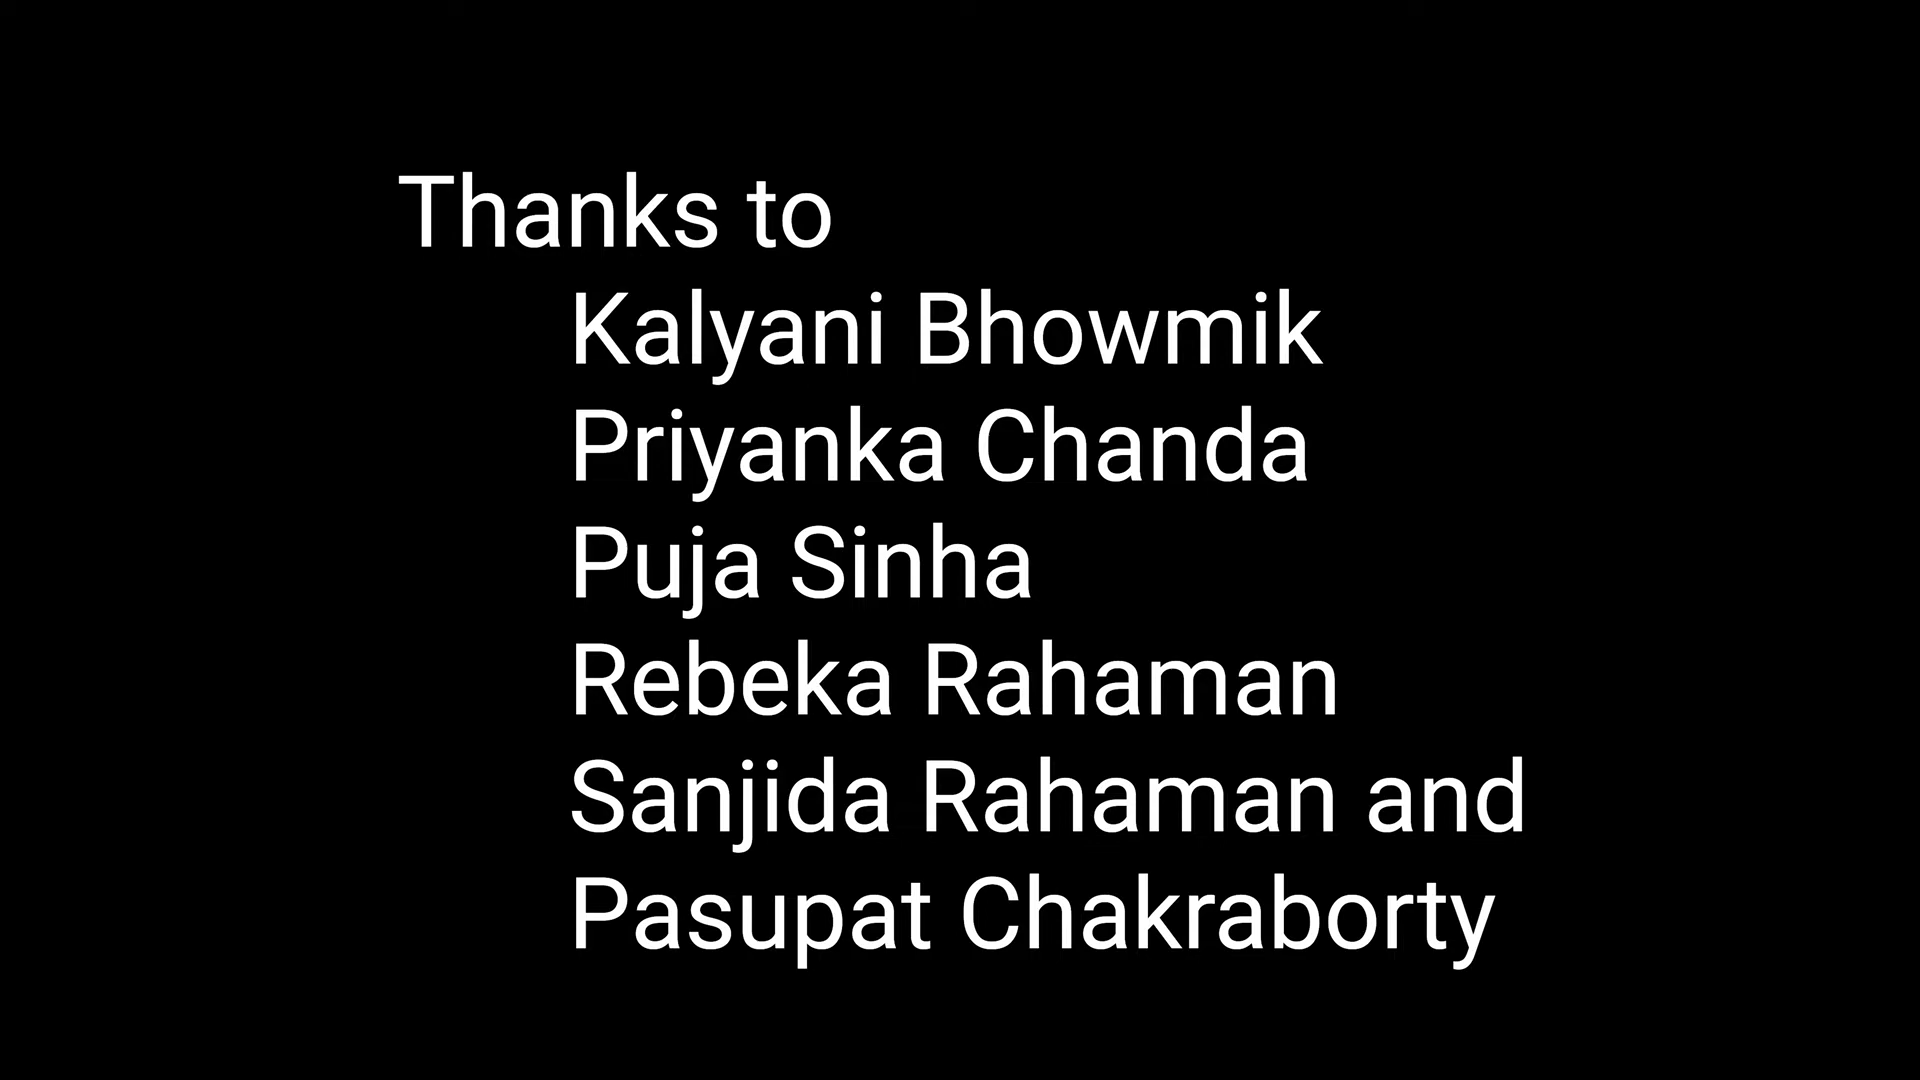 Thanks to
Kalyani Bhowmik
Priyanka Chanda
Puja Sinha
Rebeka Rahaman
Sanjida Rahaman and
Pasupat Chakraborty